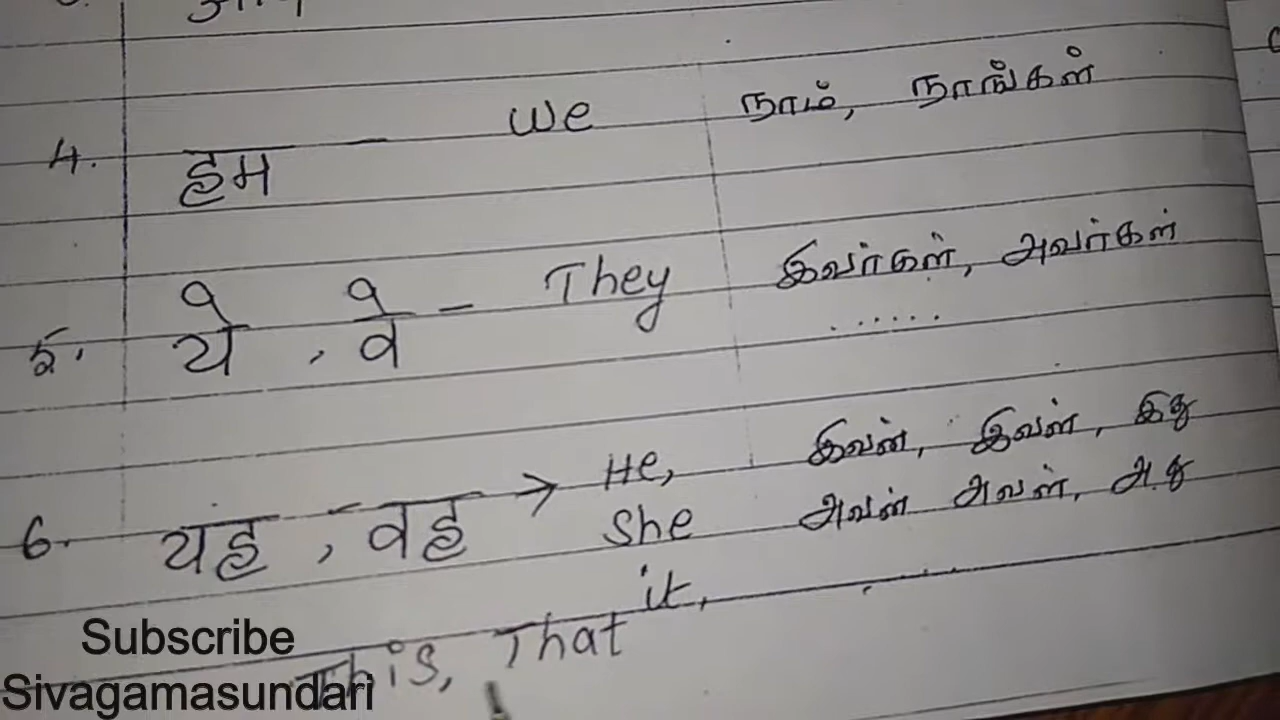 4. हम - We நாம், நாங்கள்
5. ये, वे - They இவர்கள், அவர்கள்
6. यह, वह → He, இவன், இவள், இது
She அவன் அவள், அது
it,
This, That
Subscribe
Sivagamasundari